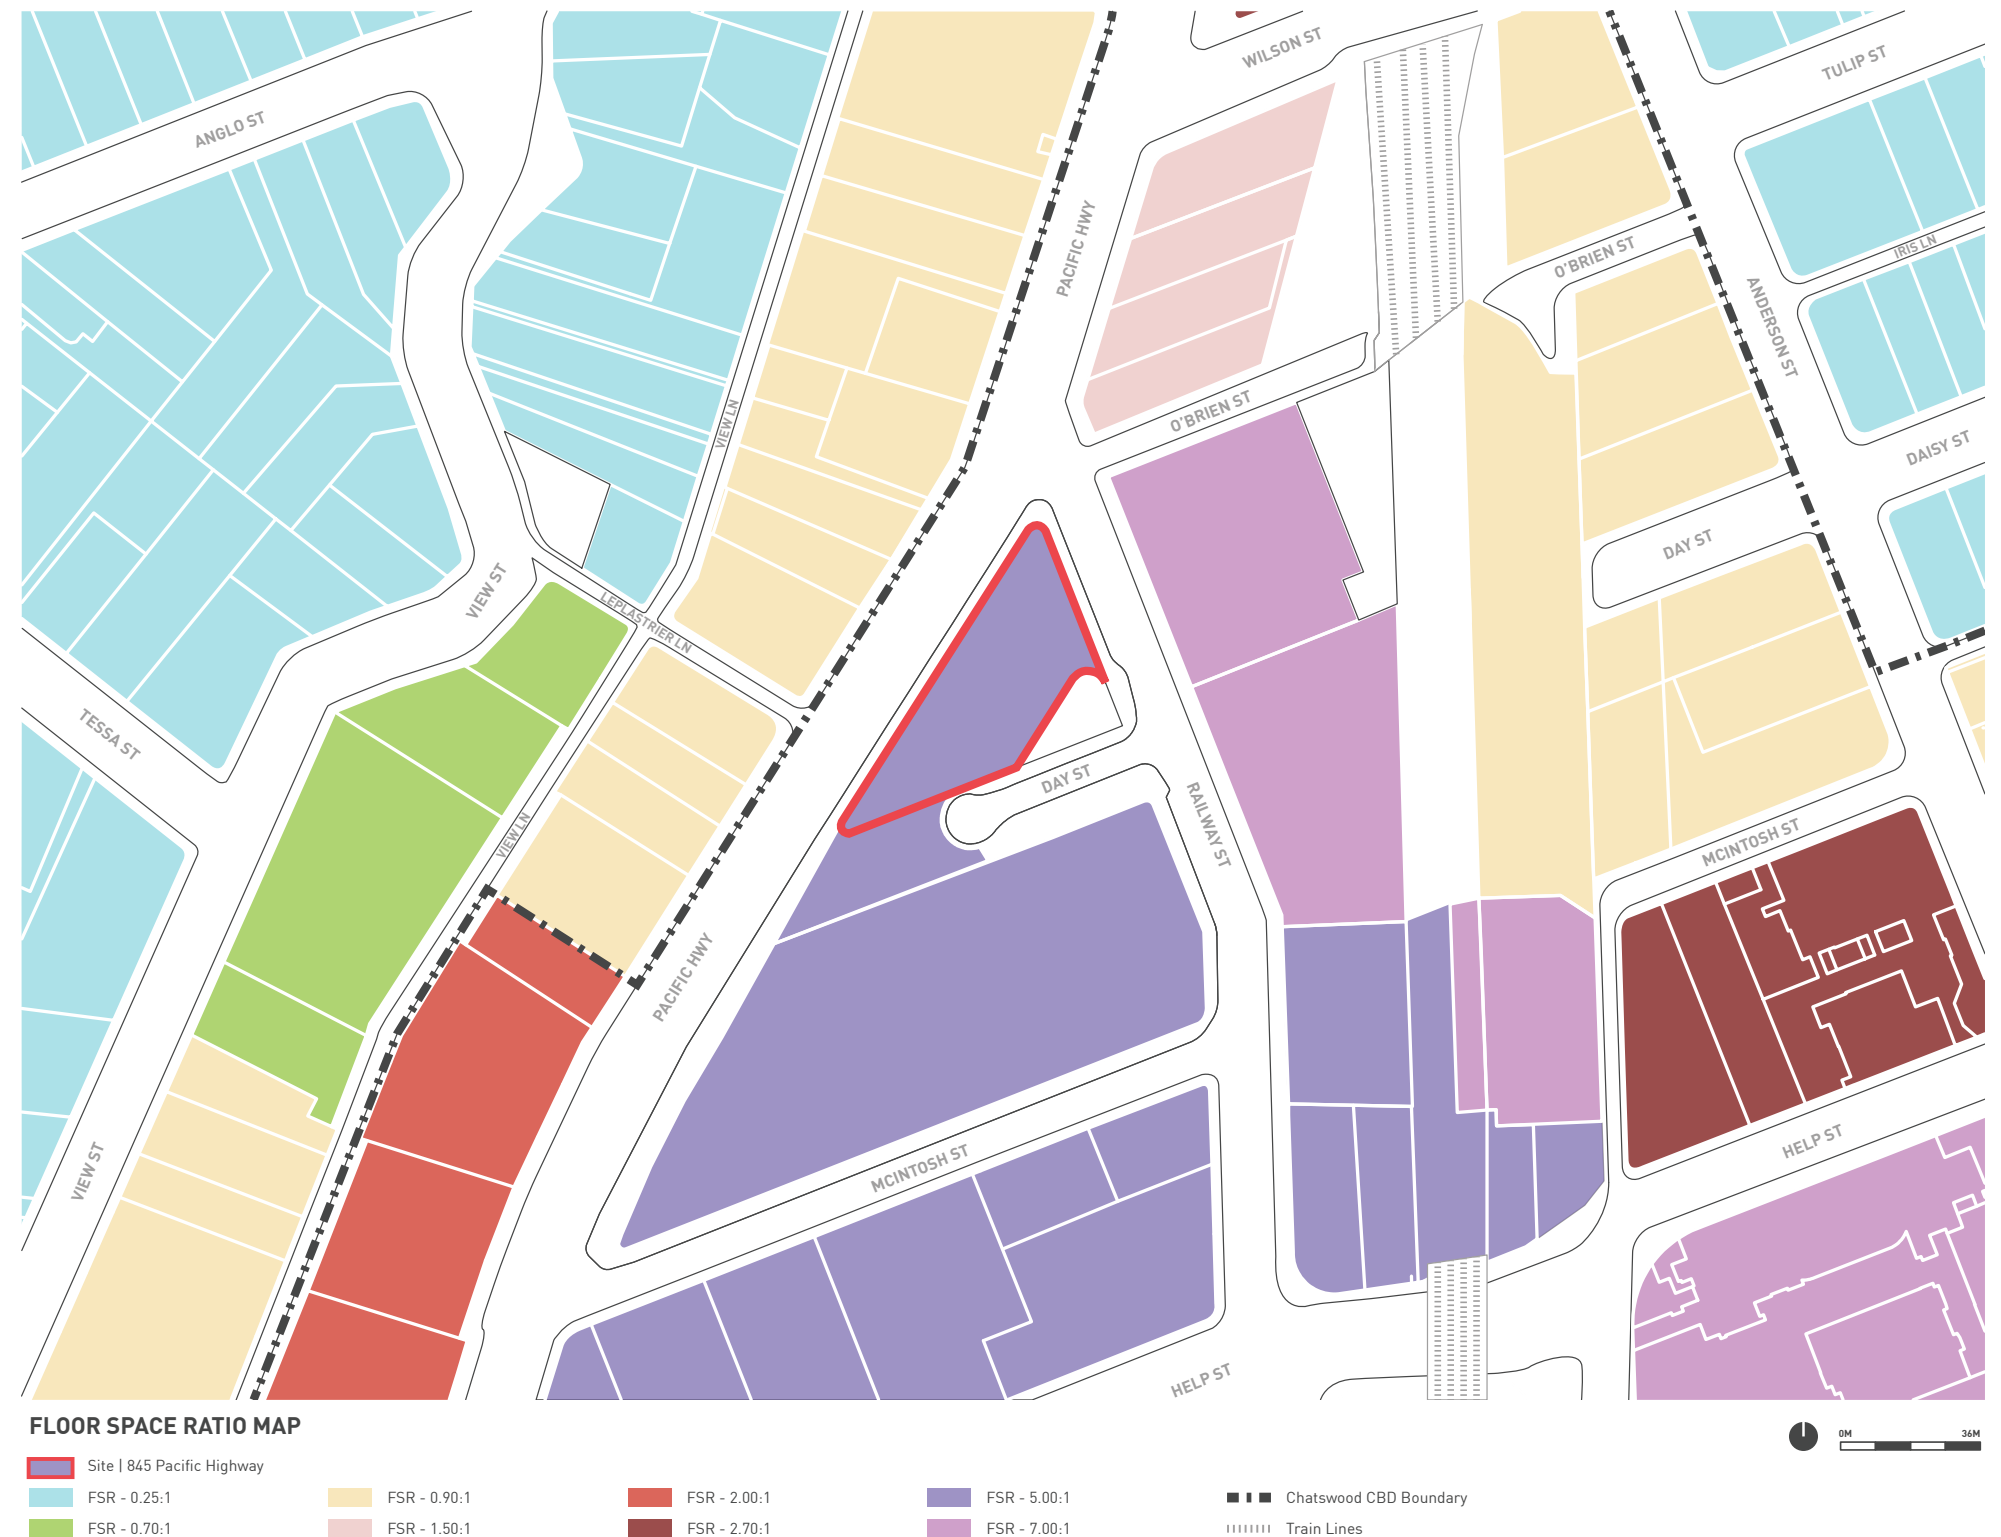 WILSON ST
TULIP ST
ANGLO ST
PACIFIC HWY
O'BRIEN ST
IRIS LN
ANDERSON ST
VIEW LN
O'BRIEN ST
DAISY ST
DAY ST
VIEW ST
LEPLASTRIER LN
TESSA ST
DAY ST
RAILWAY ST
VIEW LN
MCINTOSH ST
PACIFIC HWY
VIEW ST
MCINTOSH ST
HELP ST
HELP ST
FLOOR SPACE RATIO MAP
0M 36M
Site | 845 Pacific Highway
FSR - 0.25:1 FSR - 0.90:1 FSR - 2.00:1 FSR - 5.00:1 Chatswood CBD Boundary
FSR - 0.70:1 FSR - 1.50:1 FSR - 2.70:1 FSR - 7.00:1 Train Lines